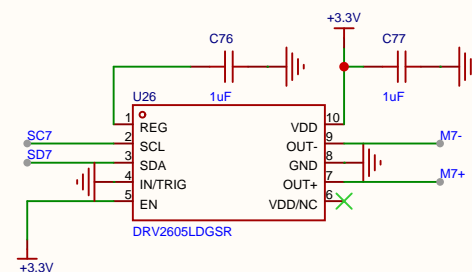 +3.3V
C76
C77
U26
1uF
1uF
1
REG
VDD
10
SC7
2
SCL
OUT-
9
M7-
SD7
3
SDA
GND
8
4
IN/TRIG
OUT+
7
M7+
5
EN
VDD/NC
6
DRV2605LDGSR
+3.3V